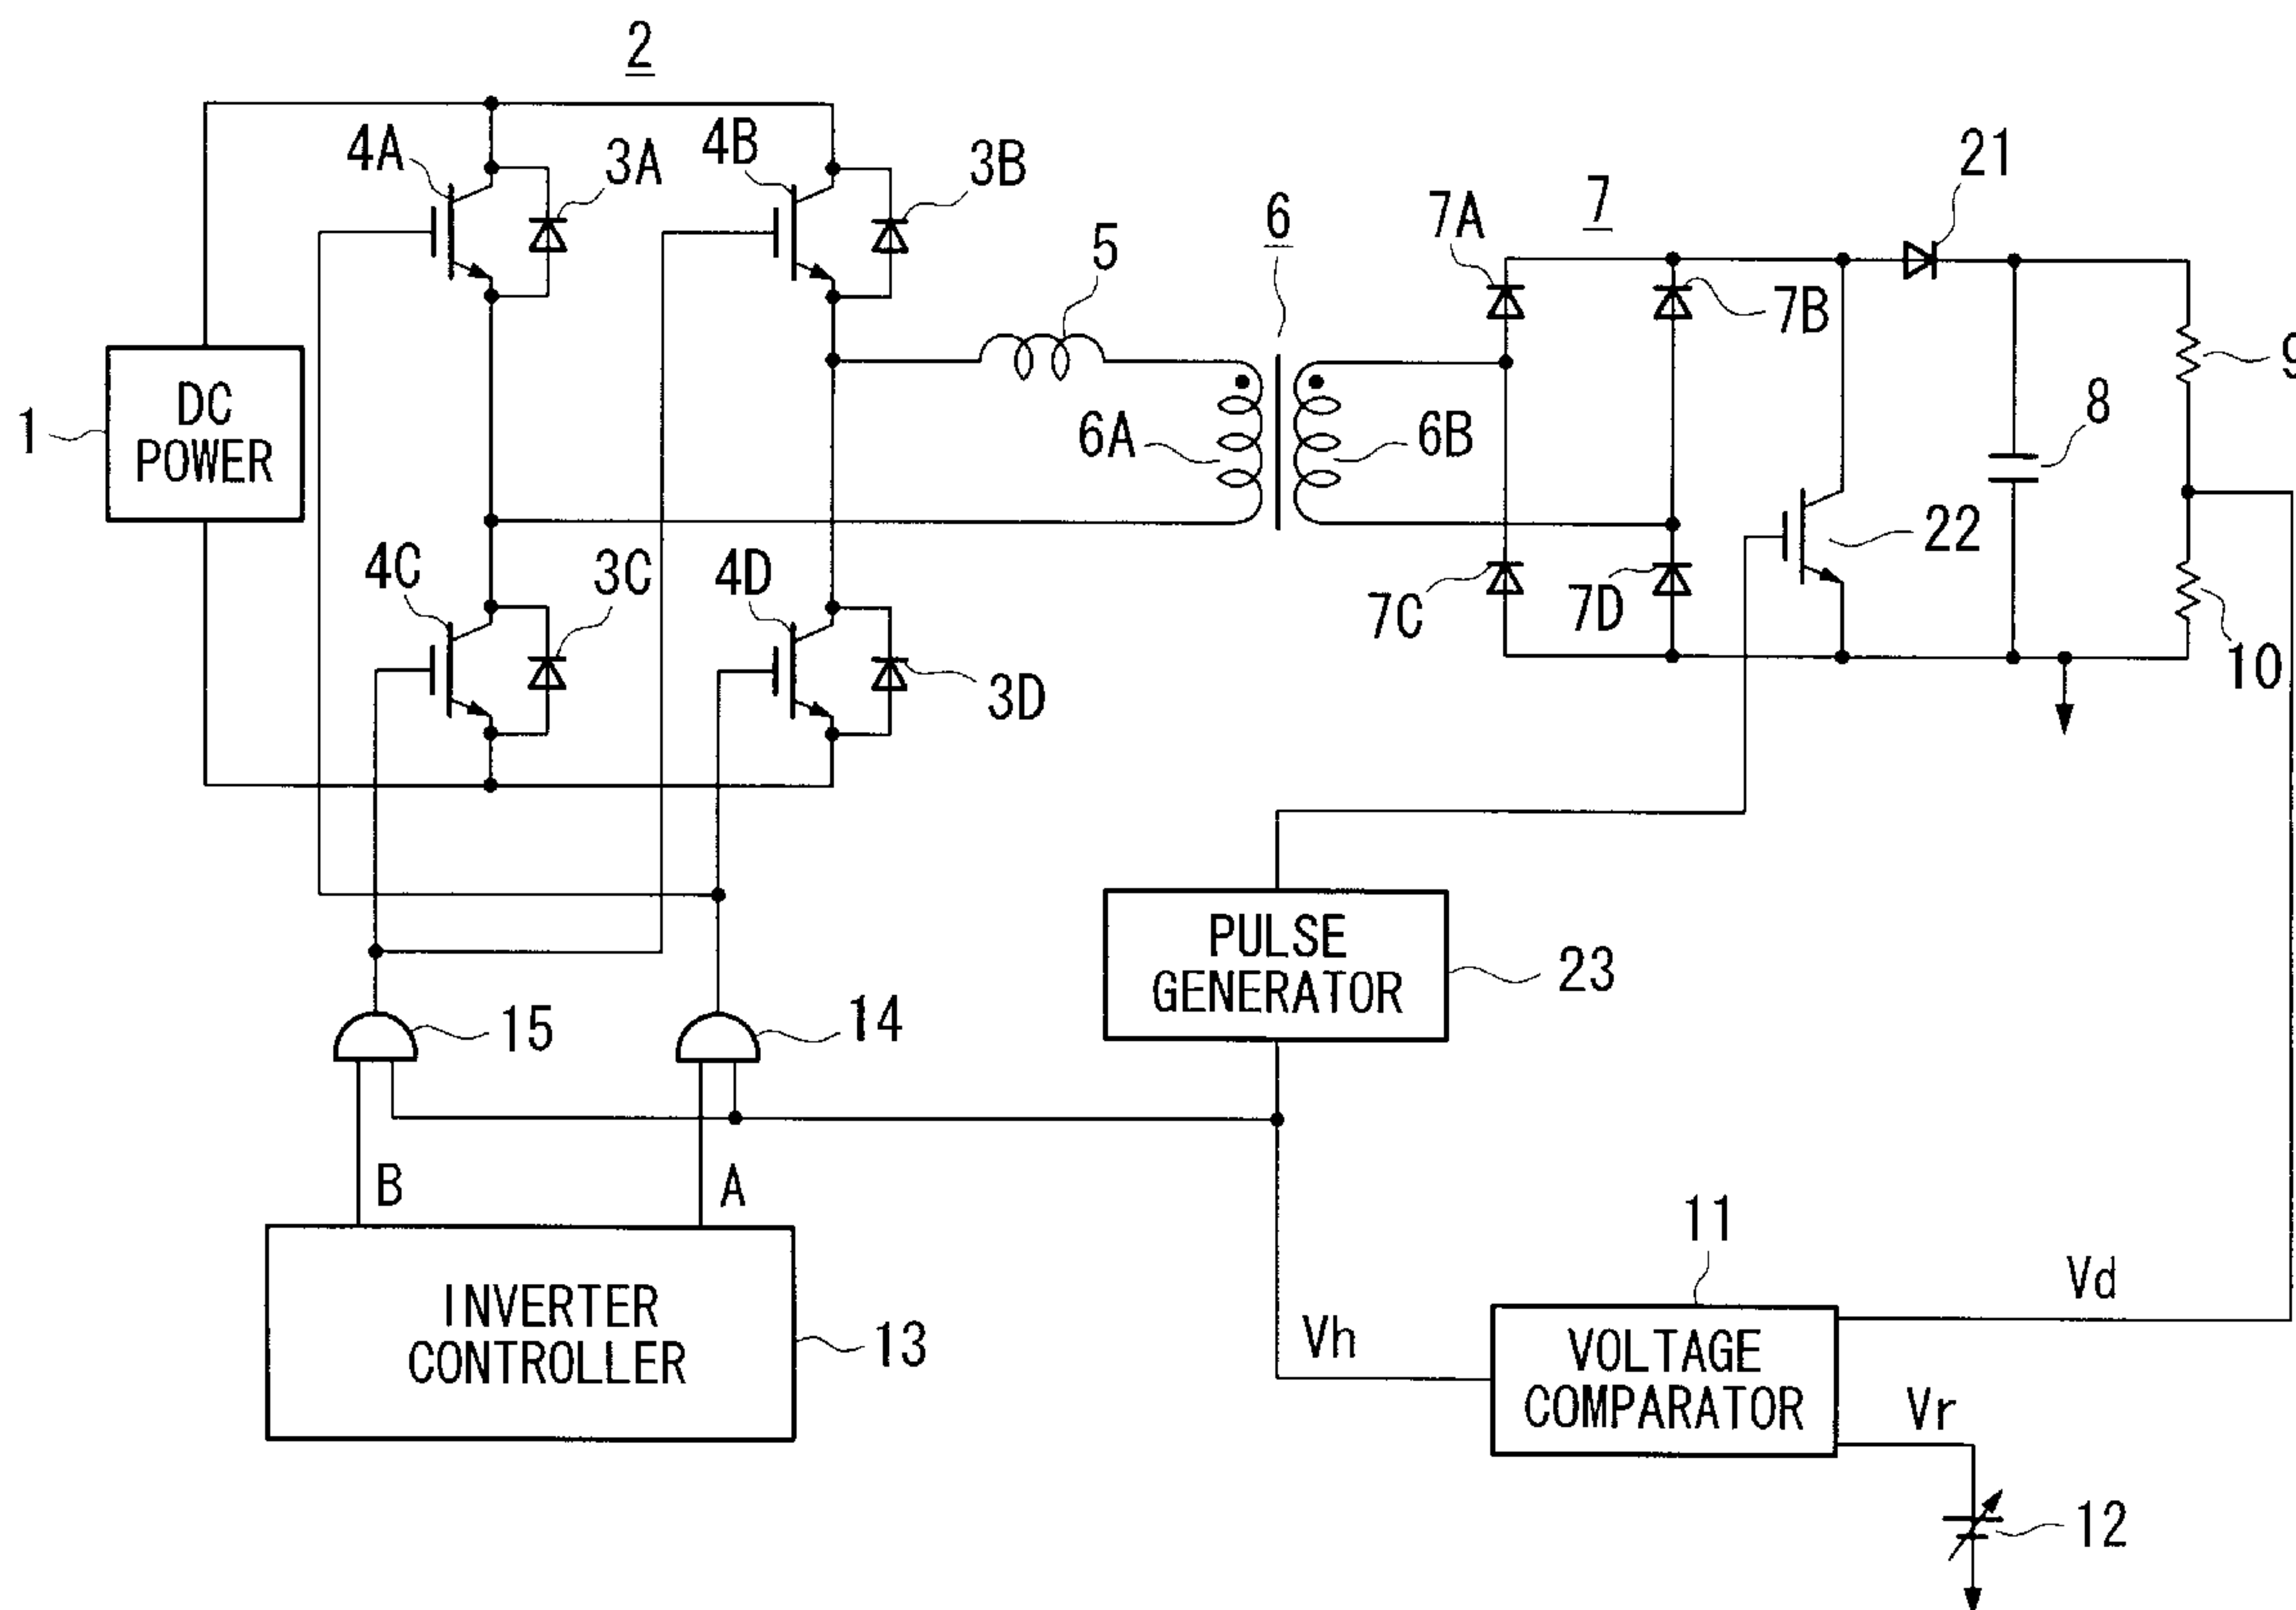 2
4A
3A
4B
3B
21
7A
7
6
5
7B
9
DC
POWER
1
8
6A
6B
22
4C
3C
4D
7C
7D
10
3D
PULSE
GENERATOR
23
15
14
B
A
11
Vd
INVERTER
CONTROLLER
13
Vh
VOLTAGE
COMPARATOR
Vr
12